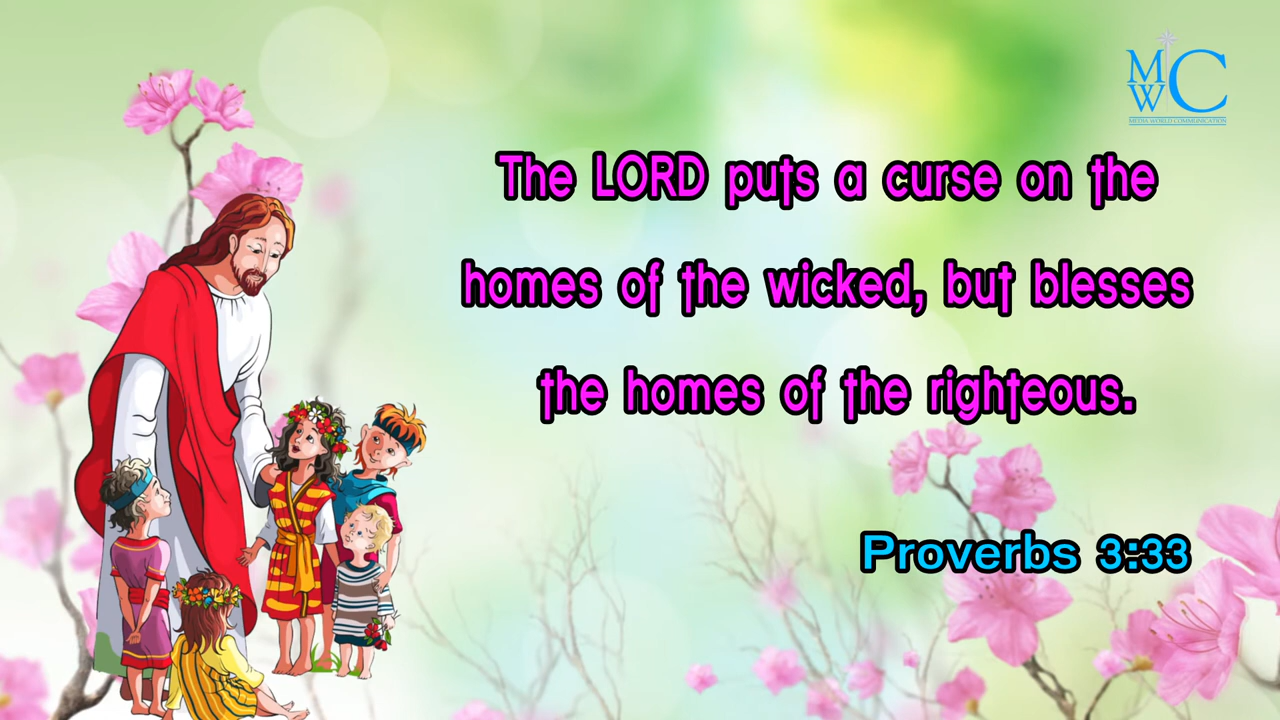 M C
W
MEDIA WORLD COMMUNICATION
The LORD puts a curse on the
homes of the wicked, but blesses
the homes of the righteous.
Proverbs 3:33